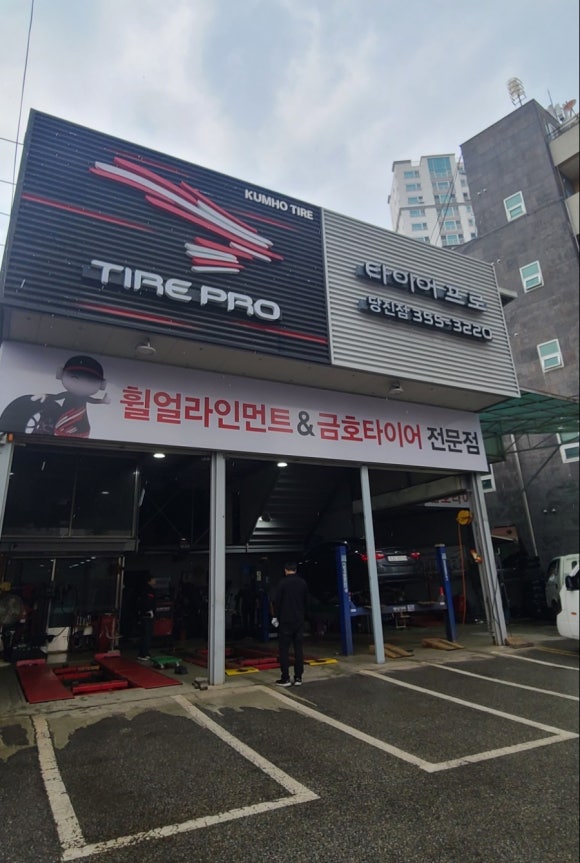 KUMHO TIRE
TIRE PRO
타이어프로
당진점 355-3220
휠얼라인먼트&금호타이어 전문점